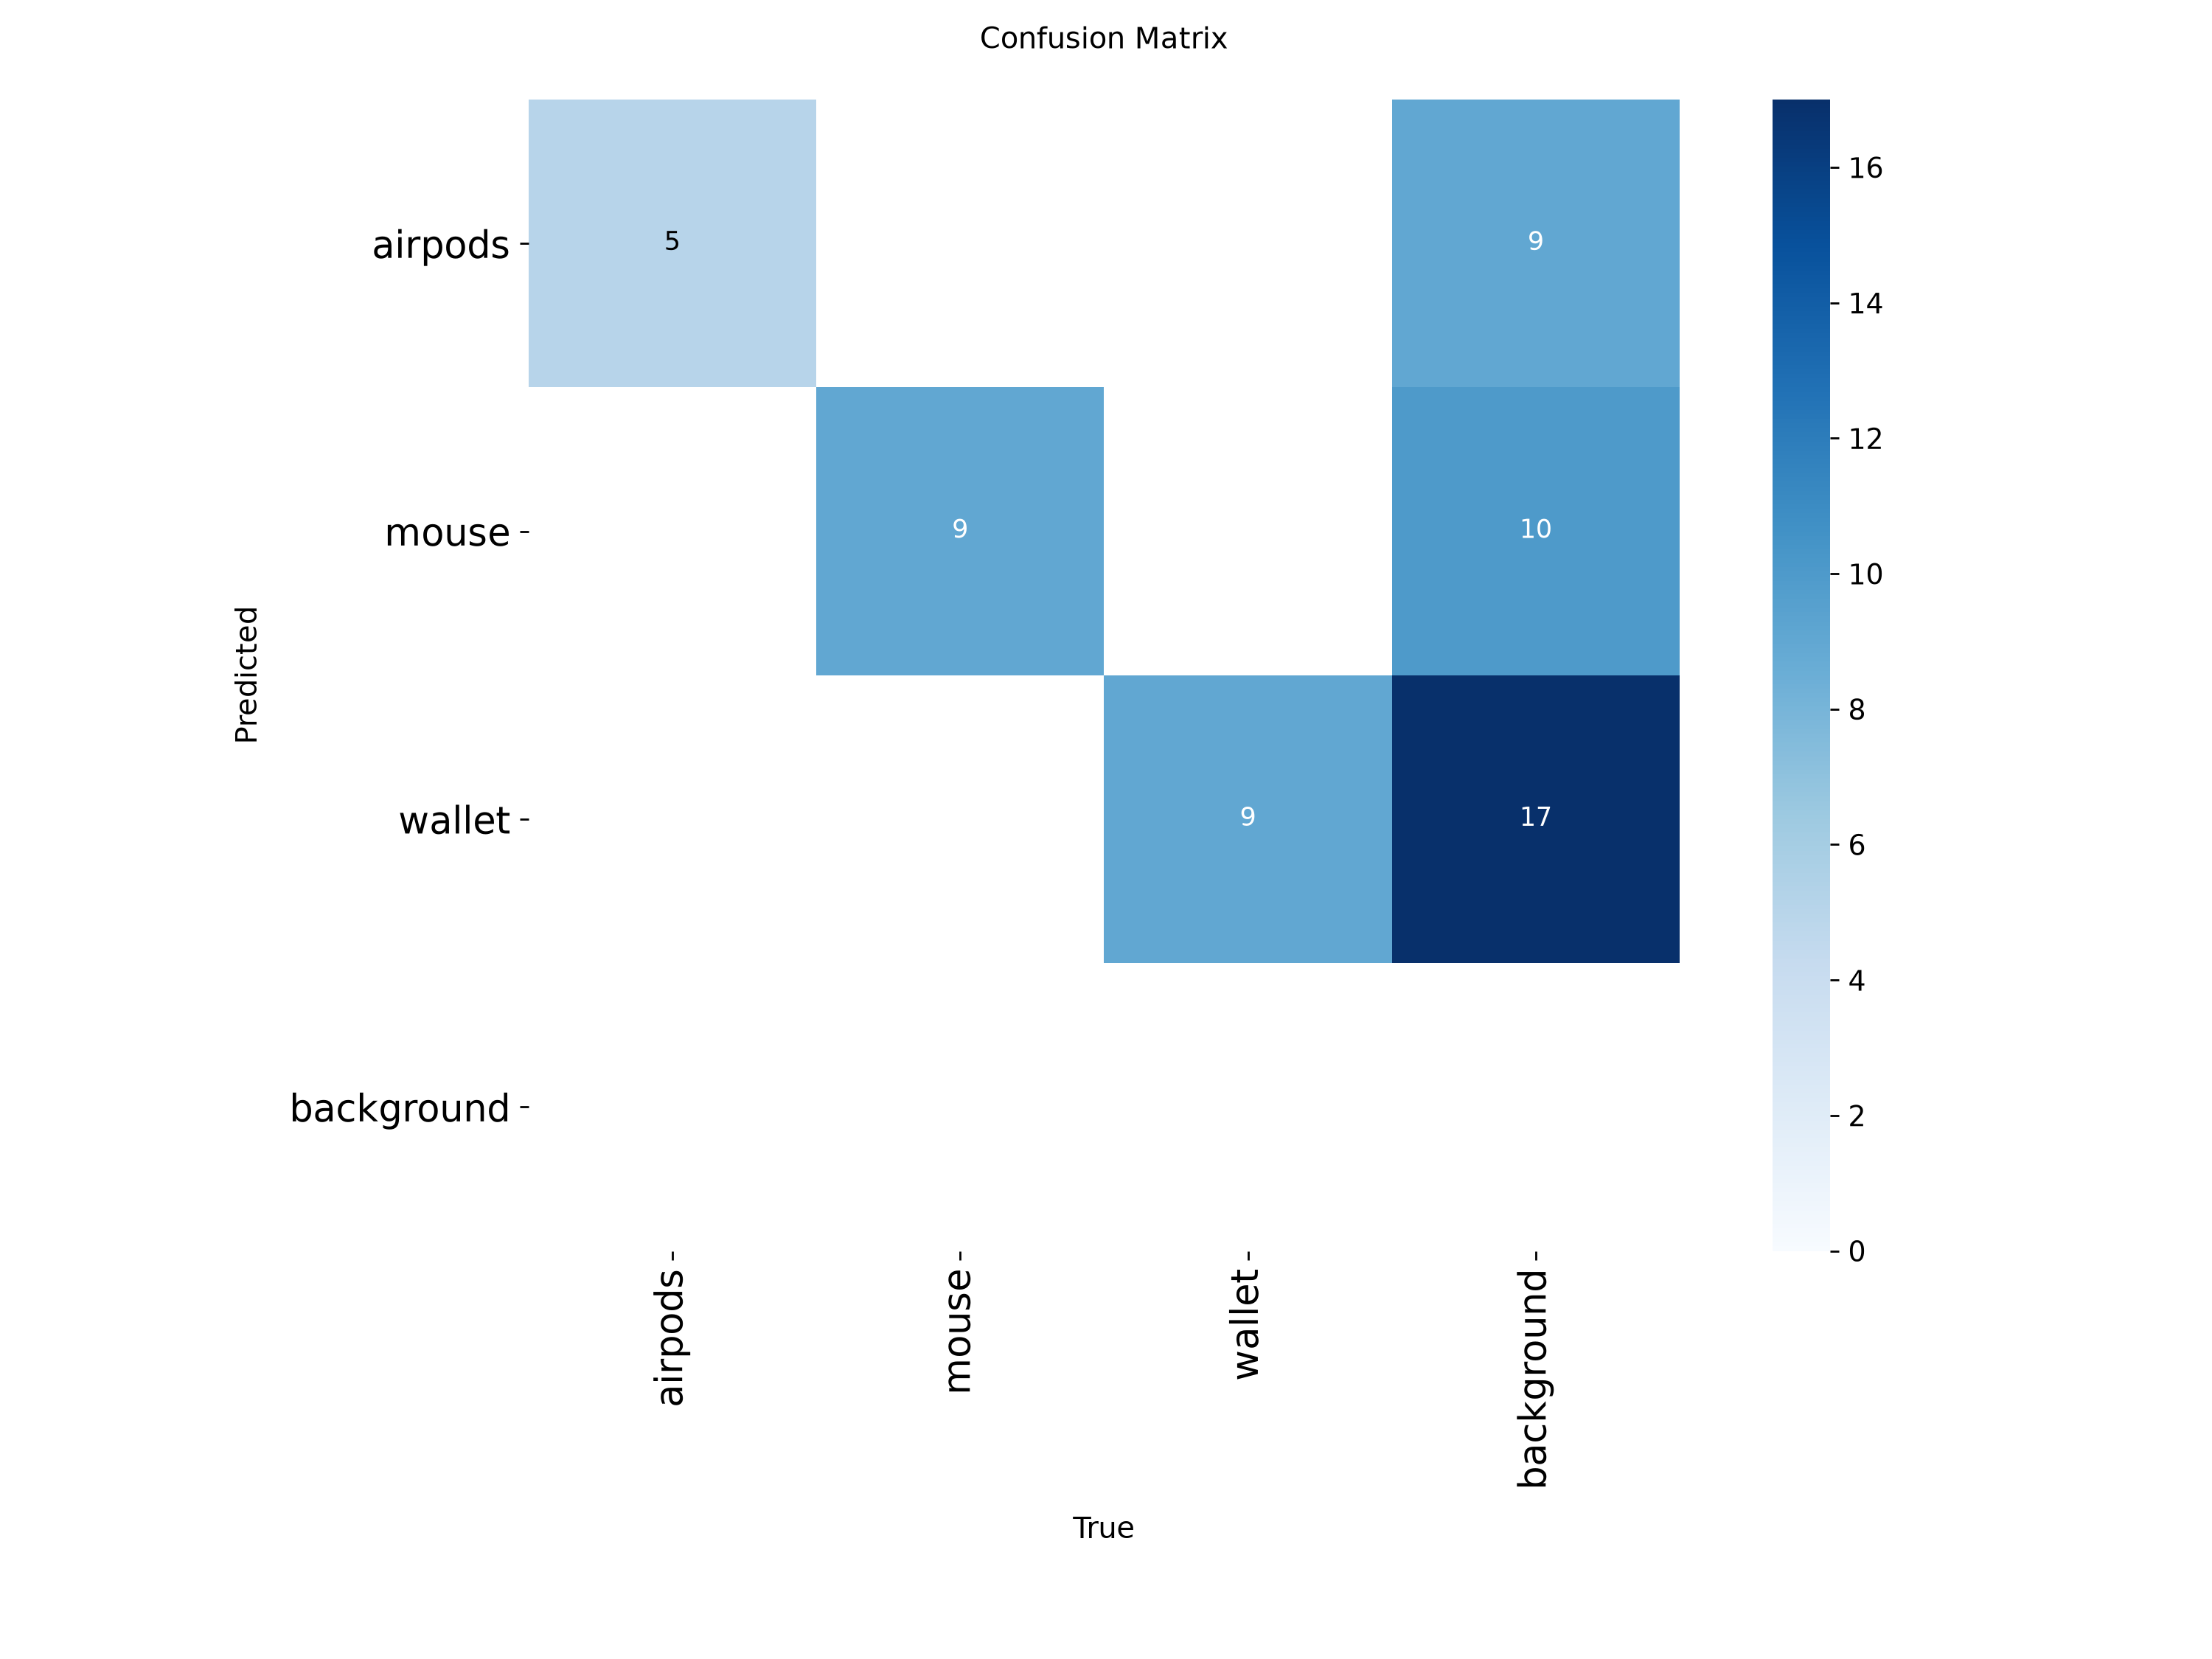 Confusion Matrix
airpods
5
9
mouse
9
10
wallet
9
17
background
Predicted
airpods
mouse
wallet
background
True
16
14
12
10
8
6
4
2
0